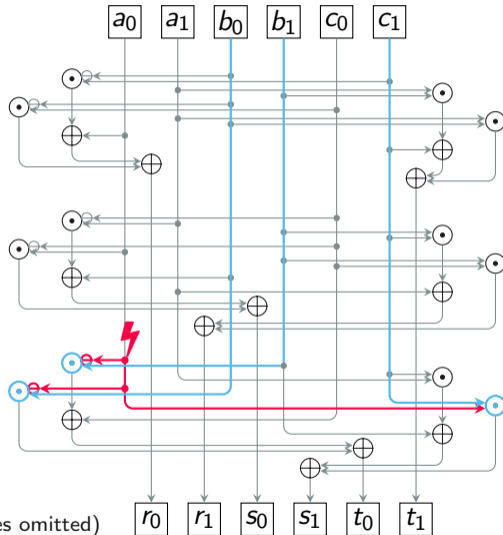 a₀ a₁ b₀ b₁ c₀ c₁
es omitted) r₀ r₁ s₀ s₁ t₀ t₁